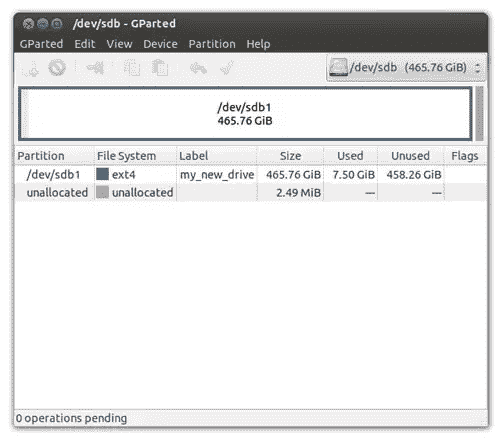 /dev/sdb - GParted
GParted Edit View Device Partition Help
/dev/sdb (465.76 GiB)
/dev/sdb1
465.76 GiB
Partition File System Label Size Used Unused Flags
/dev/sdb1 ext4 my_new_drive 465.76 GiB 7.50 GiB 458.26 GiB
unallocated unallocated 2.49 MiB — —
0 operations pending